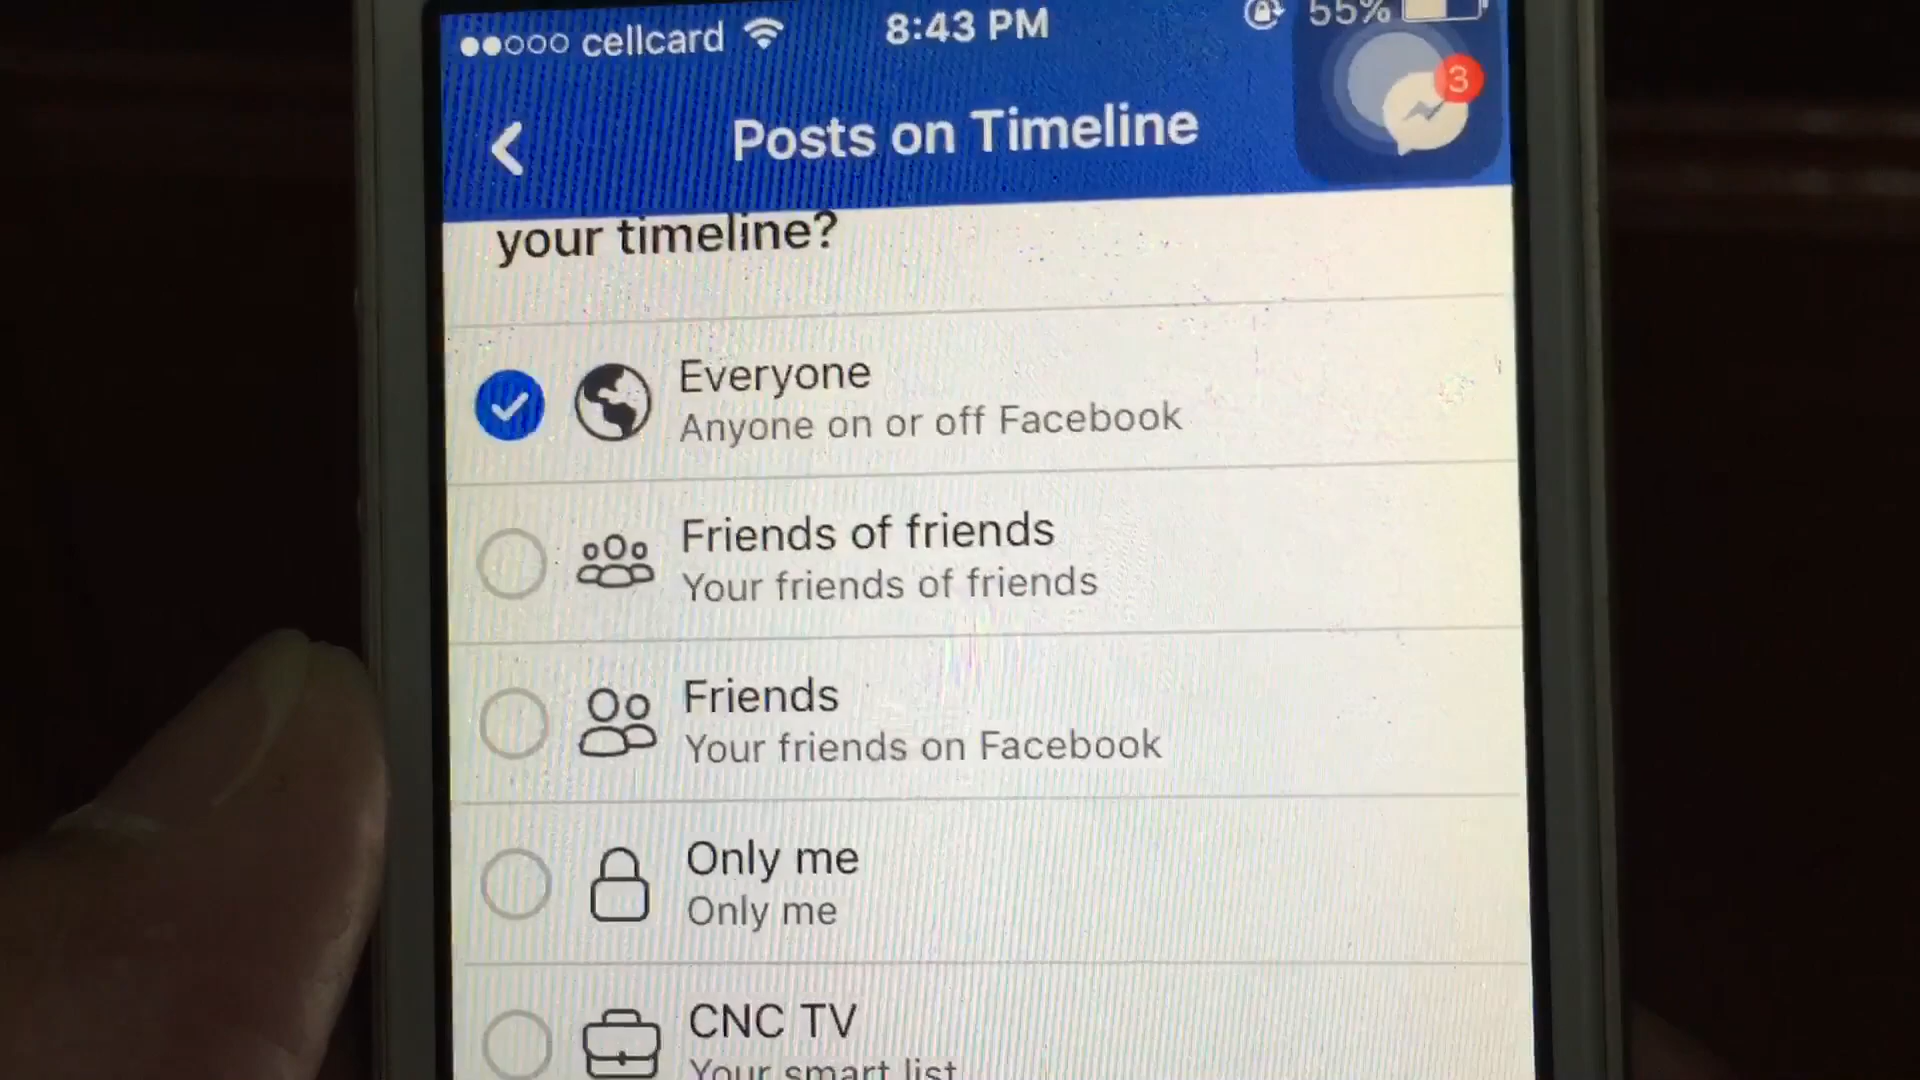 cellcard 8:43 PM 55%
3
Posts on Timeline
your timeline?
Everyone
Anyone on or off Facebook
Friends of friends
Your friends of friends
Friends
Your friends on Facebook
Only me
Only me
CNC TV
Your smart list